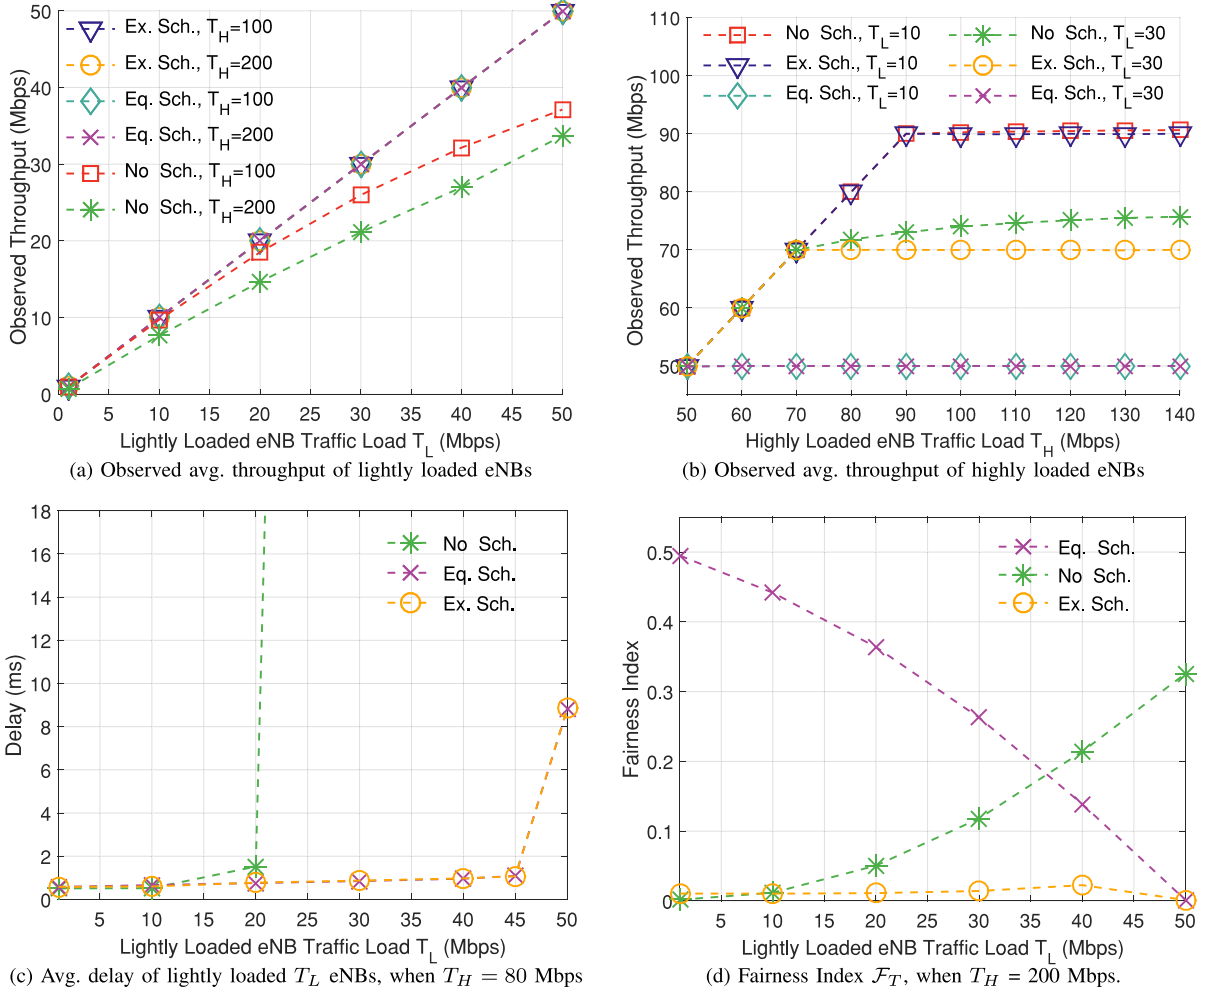 50
40
30
20
10
0
Observed Throughput (Mbps)
Ex. Sch., T_H=100
Ex. Sch., T_H=200
Eq. Sch., T_H=100
Eq. Sch., T_H=200
No Sch., T_H=100
No Sch., T_H=200
0 5 10 15 20 25 30 35 40 45 50
Lightly Loaded eNB Traffic Load T_L (Mbps)
(a) Observed avg. throughput of lightly loaded eNBs
110
100
90
80
70
60
50
Observed Throughput (Mbps)
No Sch., T_L=10
Ex. Sch., T_L=10
Eq. Sch., T_L=10
No Sch., T_L=30
Ex. Sch., T_L=30
Eq. Sch., T_L=30
50 60 70 80 90 100 110 120 130 140
Highly Loaded eNB Traffic Load T_H (Mbps)
(b) Observed avg. throughput of highly loaded eNBs
18
16
14
12
10
8
6
4
2
0
Delay (ms)
No Sch.
Eq. Sch.
Ex. Sch.
5 10 15 20 25 30 35 40 45 50
Lightly Loaded eNB Traffic Load T_L (Mbps)
(c) Avg. delay of lightly loaded T_L eNBs, when T_H = 80 Mbps
0.5
0.4
0.3
0.2
0.1
0
Fairness Index
Eq. Sch.
No Sch.
Ex. Sch.
5 10 15 20 25 30 35 40 45 50
Lightly Loaded eNB Traffic Load T_L (Mbps)
(d) Fairness Index F_T, when T_H = 200 Mbps.